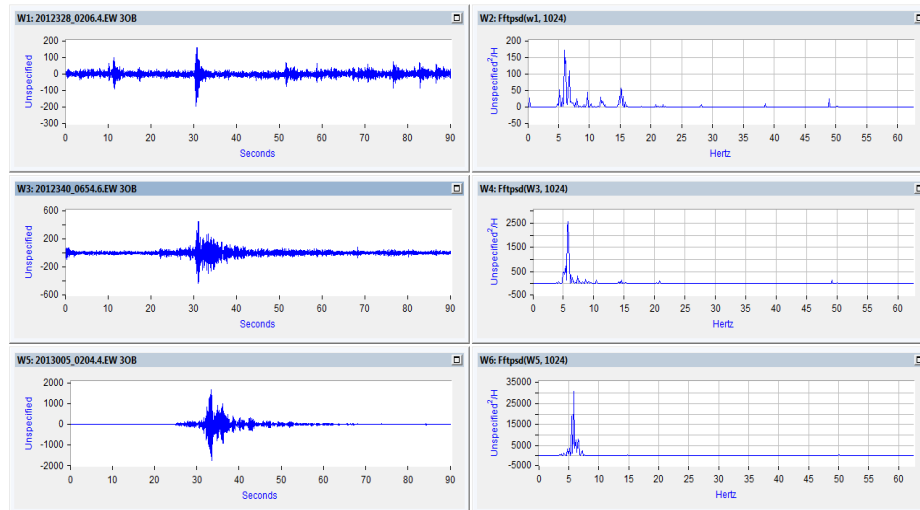 W1: 2012328_0206.4.EW 3OB
200
100
0
-100
-200
-300
Unspecified
0 10 20 30 40 50 60 70 80 90
Seconds
W2: Fftpsd(w1, 1024)
200
150
100
50
0
-50
Unspecified²/H
0 5 10 15 20 25 30 35 40 45 50 55 60
Hertz
W3: 2012340_0654.6.EW 3OB
600
200
-200
-600
Unspecified
0 10 20 30 40 50 60 70 80 90
Seconds
W4: Fftpsd(W3, 1024)
2500
1500
500
-500
Unspecified²/H
0 5 10 15 20 25 30 35 40 45 50 55 60
Hertz
W5: 2013005_0204.4.EW 3OB
2000
1000
0
-1000
-2000
Unspecified
0 10 20 30 40 50 60 70 80 90
Seconds
W6: Fftpsd(W5, 1024)
35000
25000
15000
5000
-5000
Unspecified²/H
0 5 10 15 20 25 30 35 40 45 50 55 60
Hertz